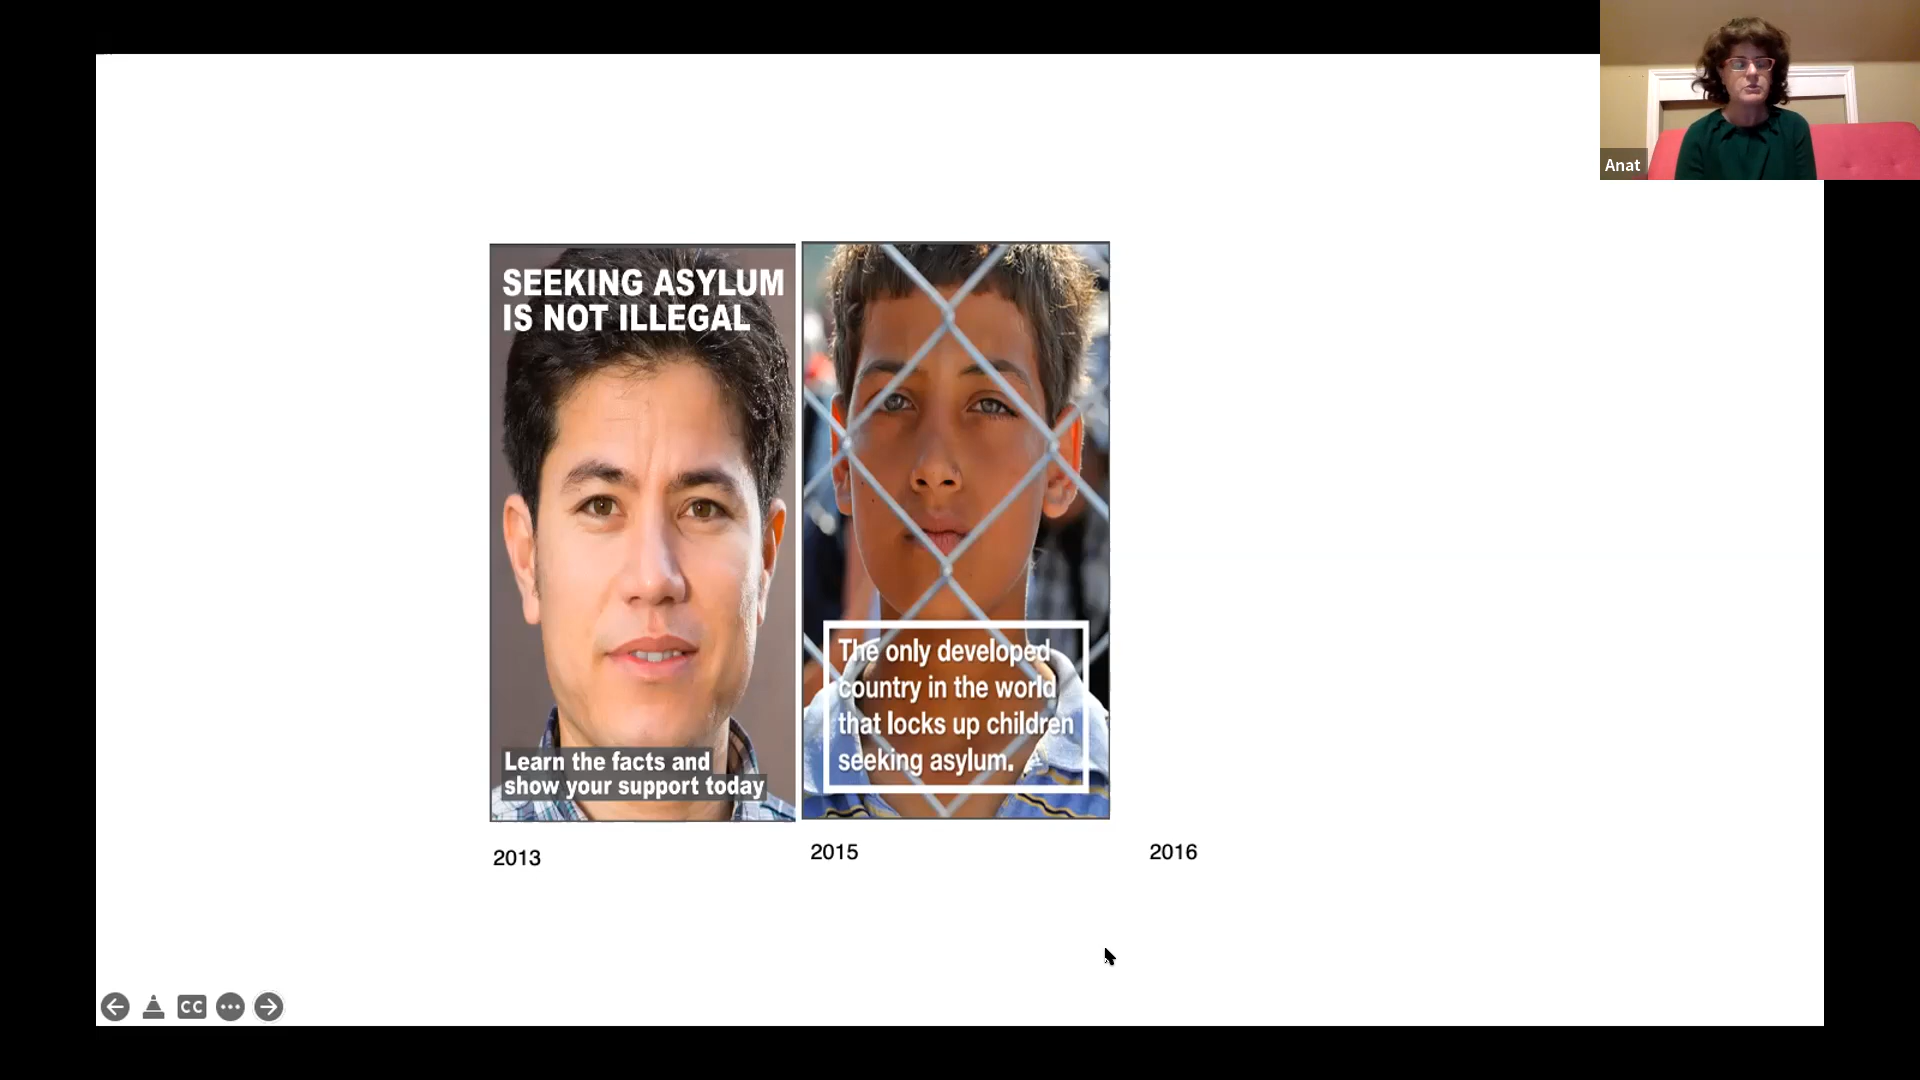 Anat
SEEKING ASYLUM
IS NOT ILLEGAL
Learn the facts and
show your support today
The only developed
country in the world
that locks up children
seeking asylum.
2013
2015
2016
CC